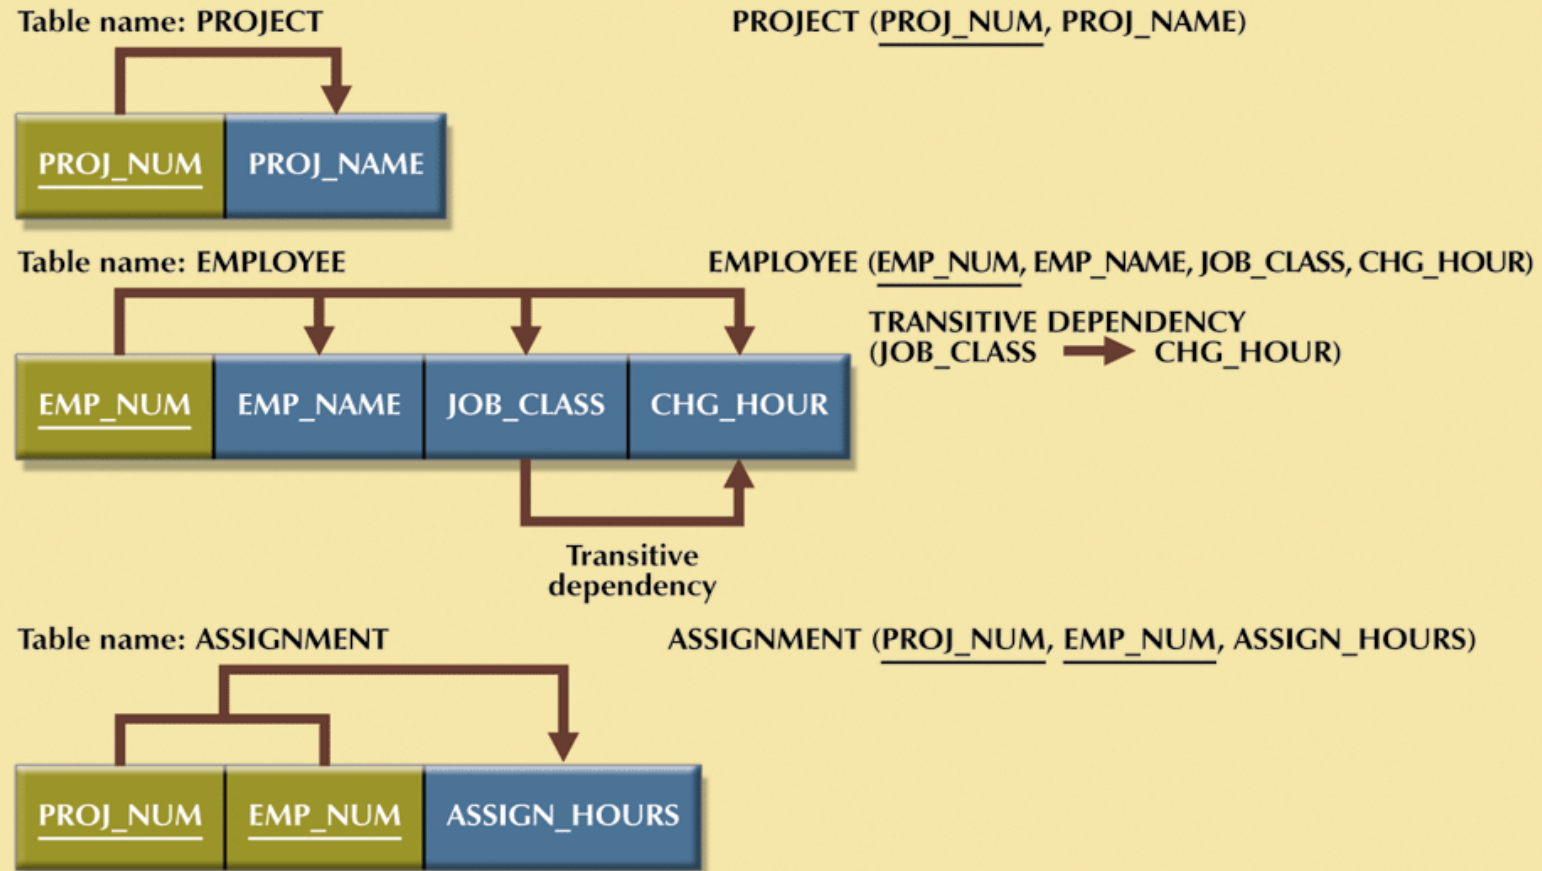 Table name: PROJECT
PROJECT (PROJ_NUM, PROJ_NAME)
PROJ_NUM
PROJ_NAME
Table name: EMPLOYEE
EMPLOYEE (EMP_NUM, EMP_NAME, JOB_CLASS, CHG_HOUR)
TRANSITIVE DEPENDENCY
(JOB_CLASS CHG_HOUR)
EMP_NUM
EMP_NAME
JOB_CLASS
CHG_HOUR
Transitive
dependency
Table name: ASSIGNMENT
ASSIGNMENT (PROJ_NUM, EMP_NUM, ASSIGN_HOURS)
PROJ_NUM
EMP_NUM
ASSIGN_HOURS